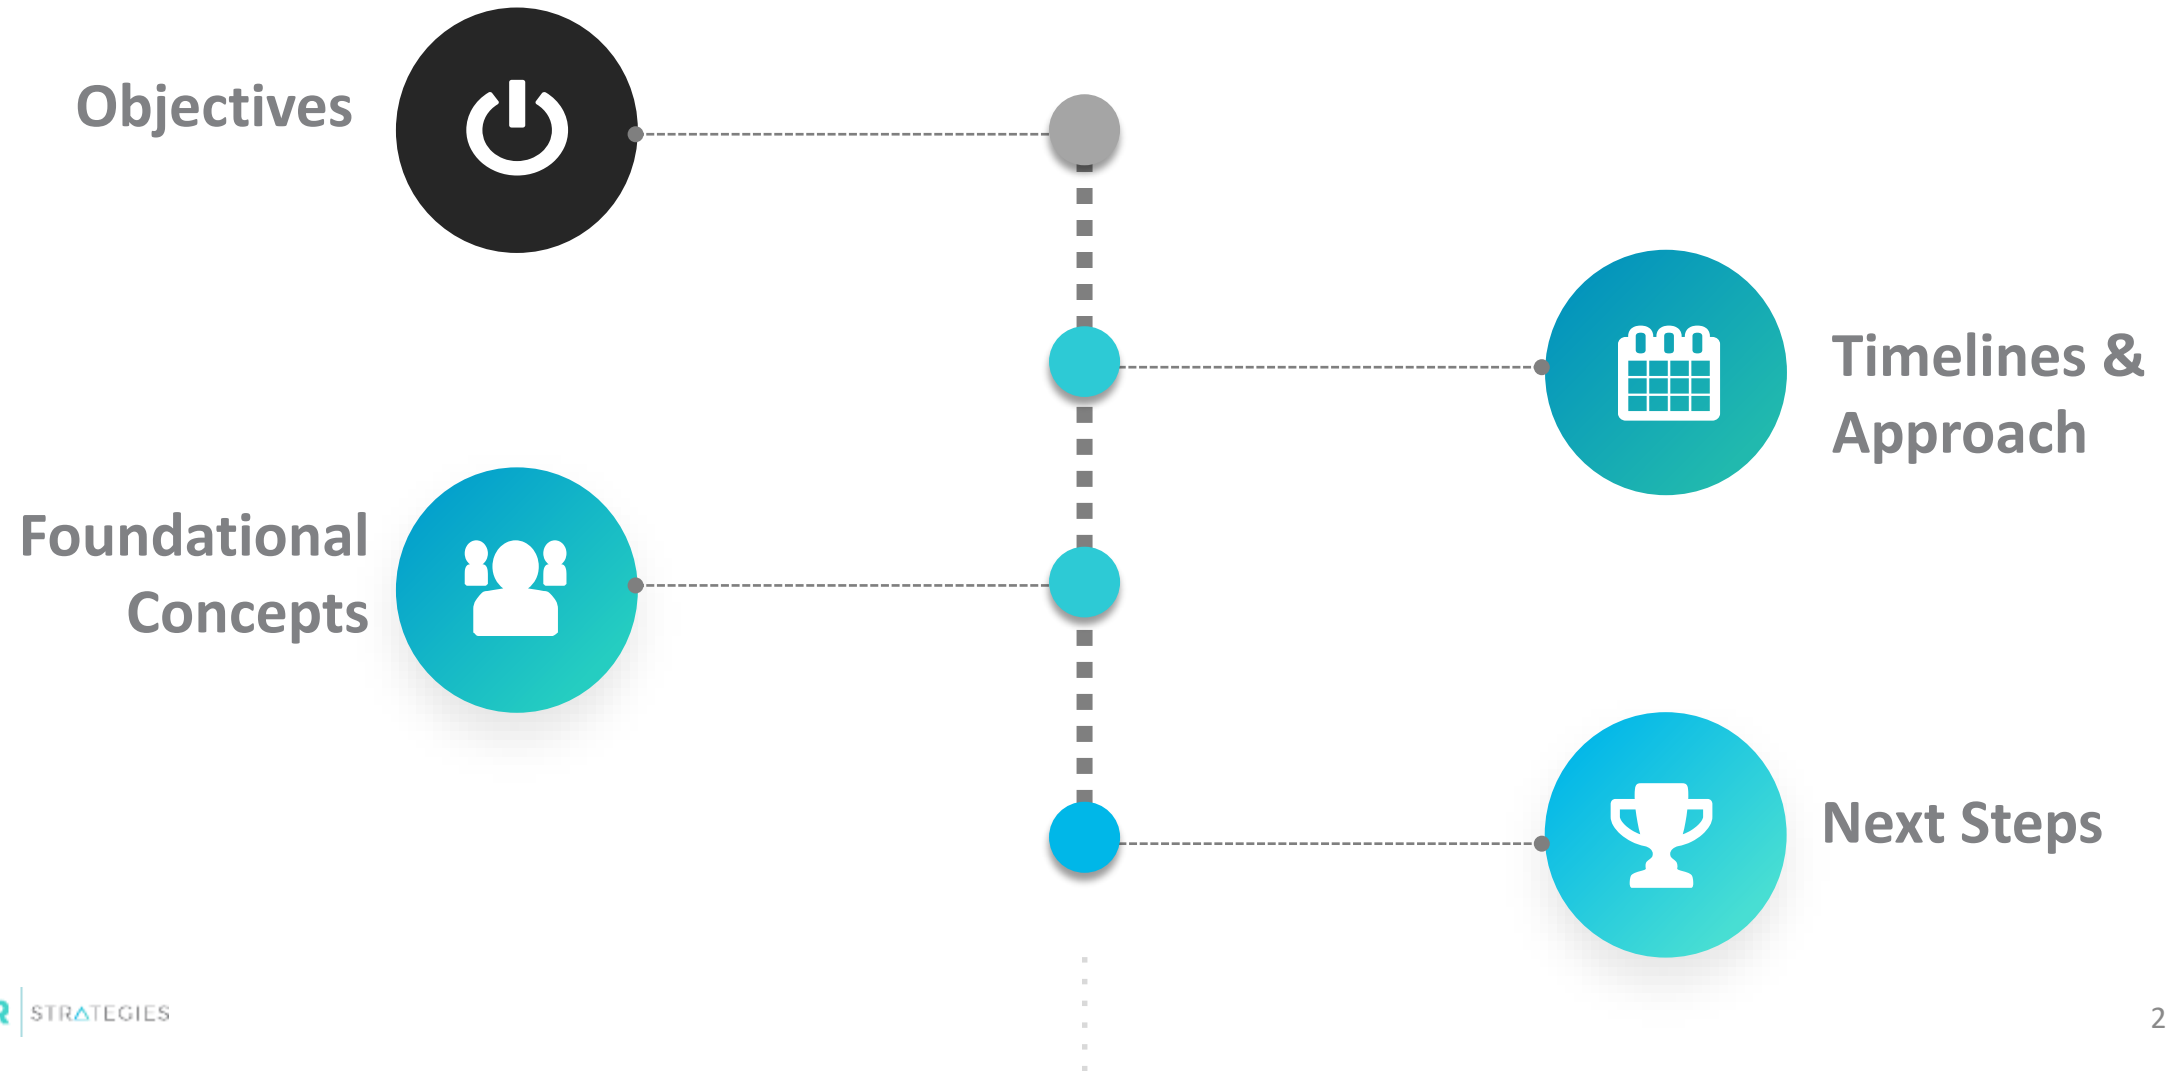 Objectives
Timelines &
Approach
Foundational
Concepts
Next Steps
R
STRATEGIES
2